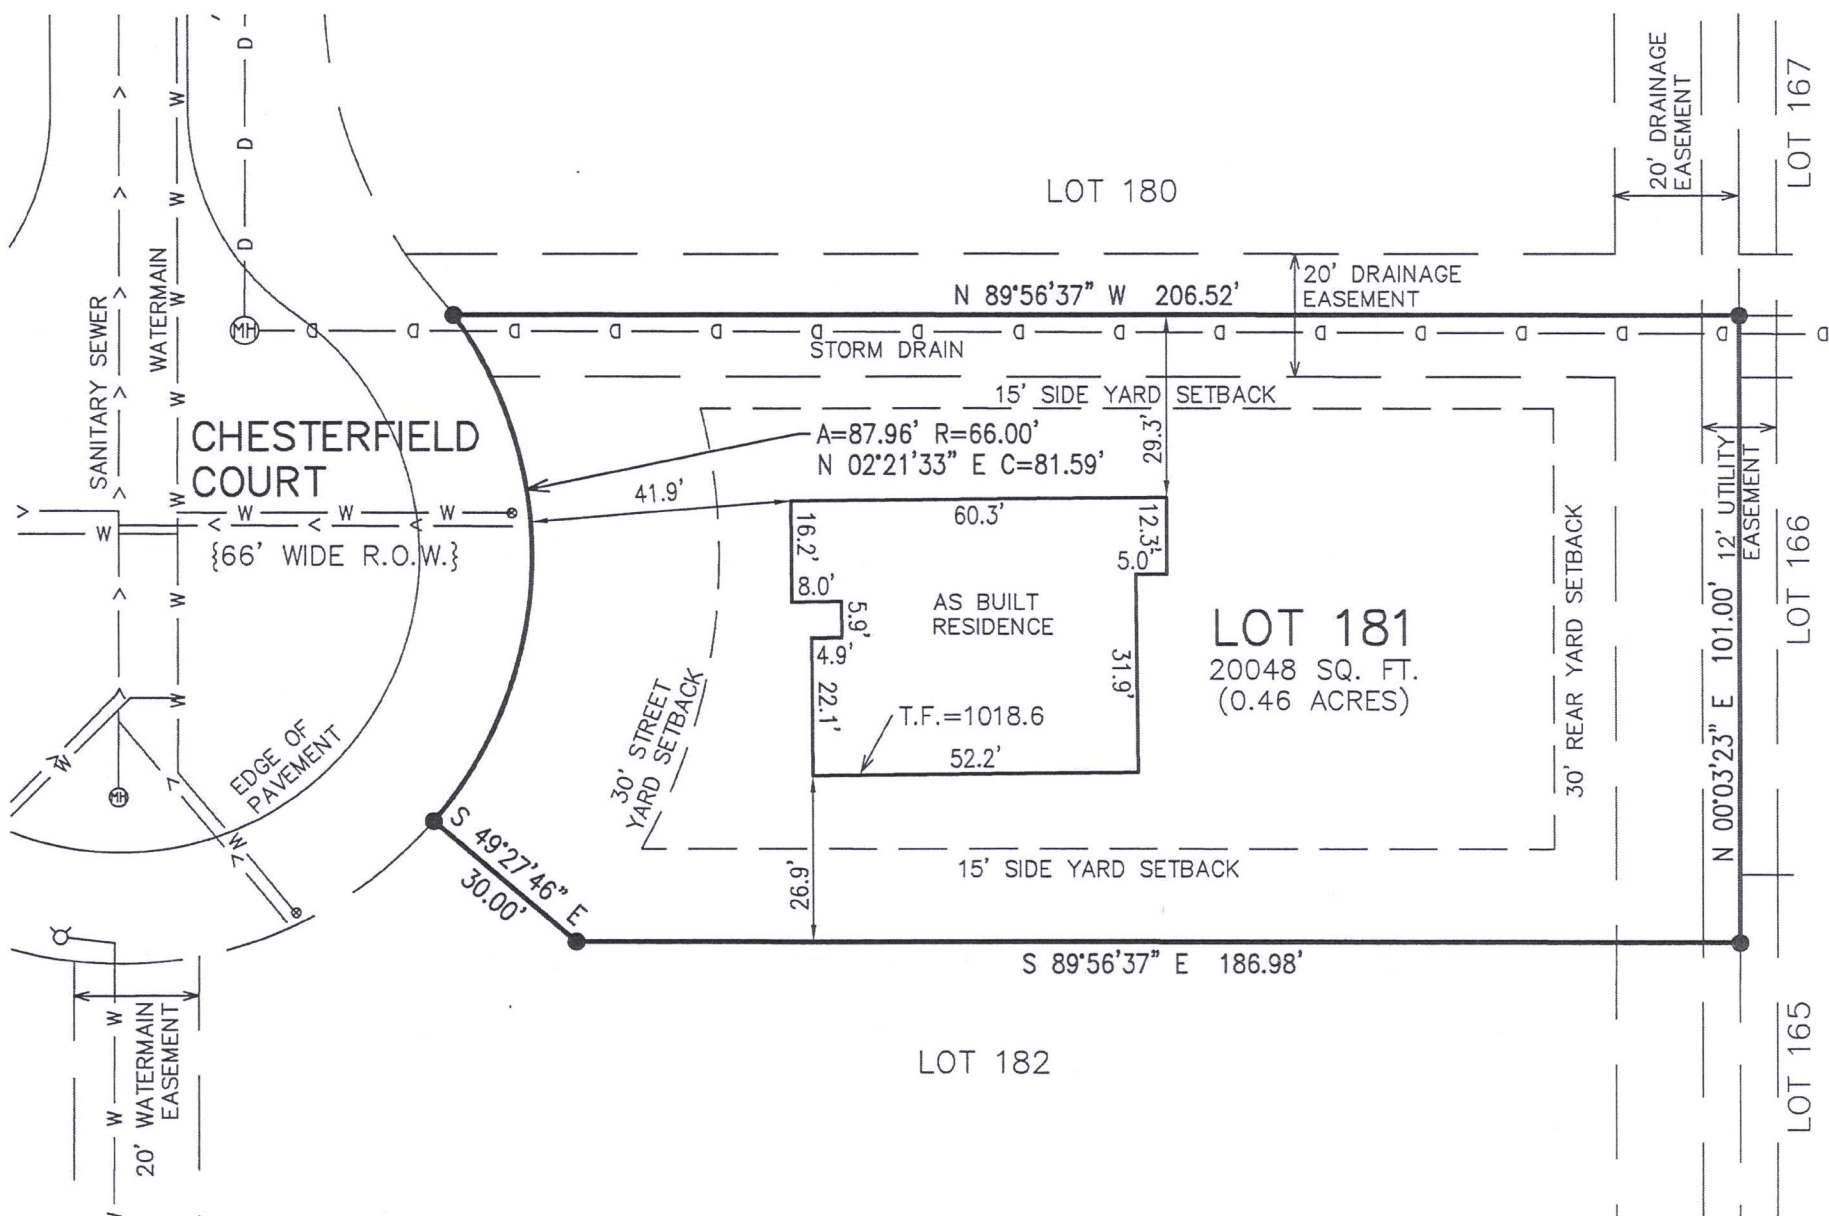 20' DRAINAGE
EASEMENT
LOT 167
LOT 180
20' DRAINAGE
EASEMENT
N 89°56'37" W 206.52'
MH
STORM DRAIN
15' SIDE YARD SETBACK
SANITARY SEWER
WATERMAIN
CHESTERFIELD
COURT
{66' WIDE R.O.W.}
A=87.96' R=66.00'
N 02°21'33" E C=81.59'
41.9'
29.3'
60.3'
16.2'
12.3'
5.0'
8.0'
5.9'
4.9'
22.1'
31.9'
AS BUILT
RESIDENCE
T.F.=1018.6
52.2'
26.9'
LOT 181
20048 SQ. FT.
(0.46 ACRES)
30' REAR YARD SETBACK
12' UTILITY
EASEMENT
N 00°03'23" E 101.00'
LOT 166
30' STREET
YARD SETBACK
EDGE OF
PAVEMENT
MH
S 49°27'46" E
30.00'
15' SIDE YARD SETBACK
S 89°56'37" E 186.98'
20' WATERMAIN
EASEMENT
LOT 182
LOT 165